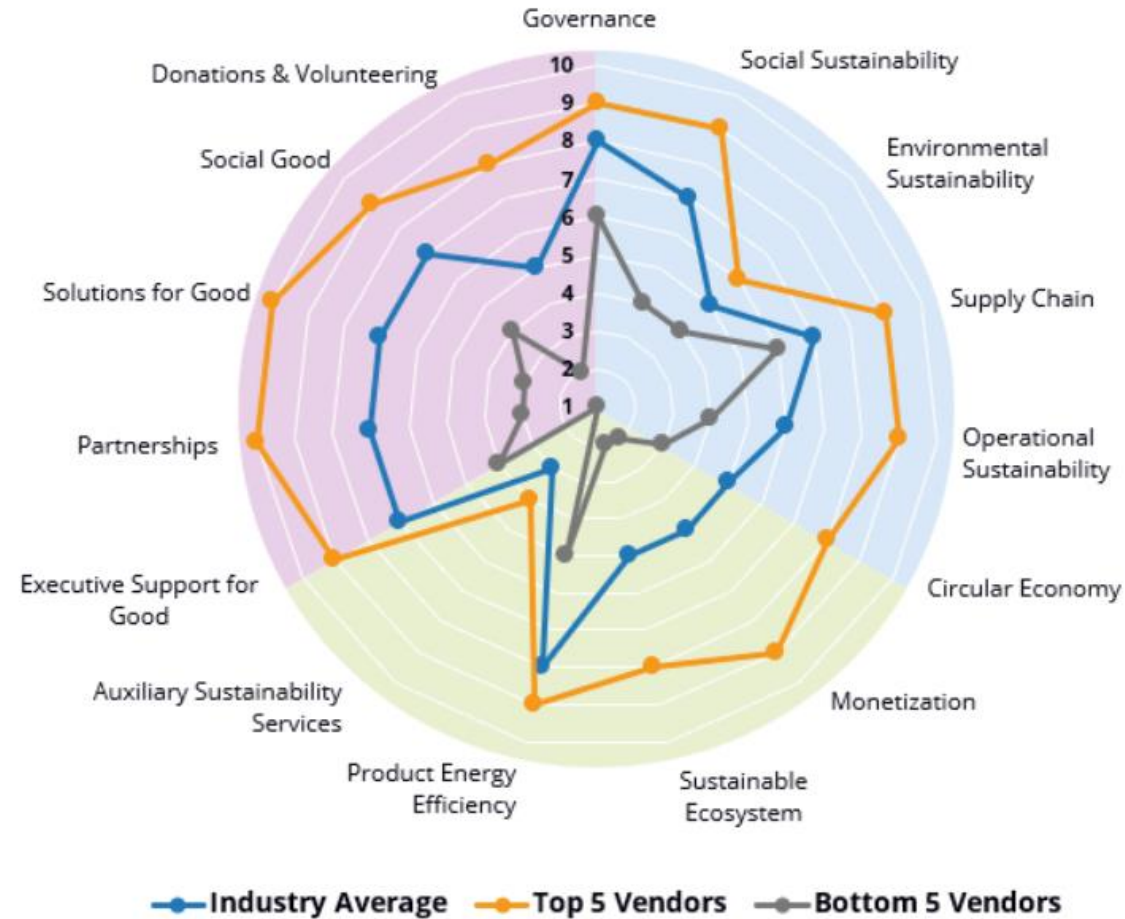 Governance
Social Sustainability
Environmental
Sustainability
Supply Chain
Operational
Sustainability
Circular Economy
Monetization
Sustainable
Ecosystem
Product Energy
Efficiency
Auxiliary Sustainability
Services
Executive Support for
Good
Partnerships
Solutions for Good
Social Good
Donations & Volunteering
10
9
8
7
6
5
4
3
2
1
Industry Average Top 5 Vendors Bottom 5 Vendors